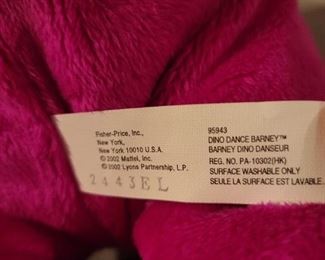 Fisher-Price, Inc.,
New York,
New York 10010 U.S.A.
© 2002 Mattel, Inc.
© 2002 Lyons Partnership, L.P.
2443EL
95943
DINO DANCE BARNEY™
BARNEY DINO DANSEUR
REG. NO. PA-10302(HK)
SURFACE WASHABLE ONLY
SEULE LA SURFACE EST LAVABLE